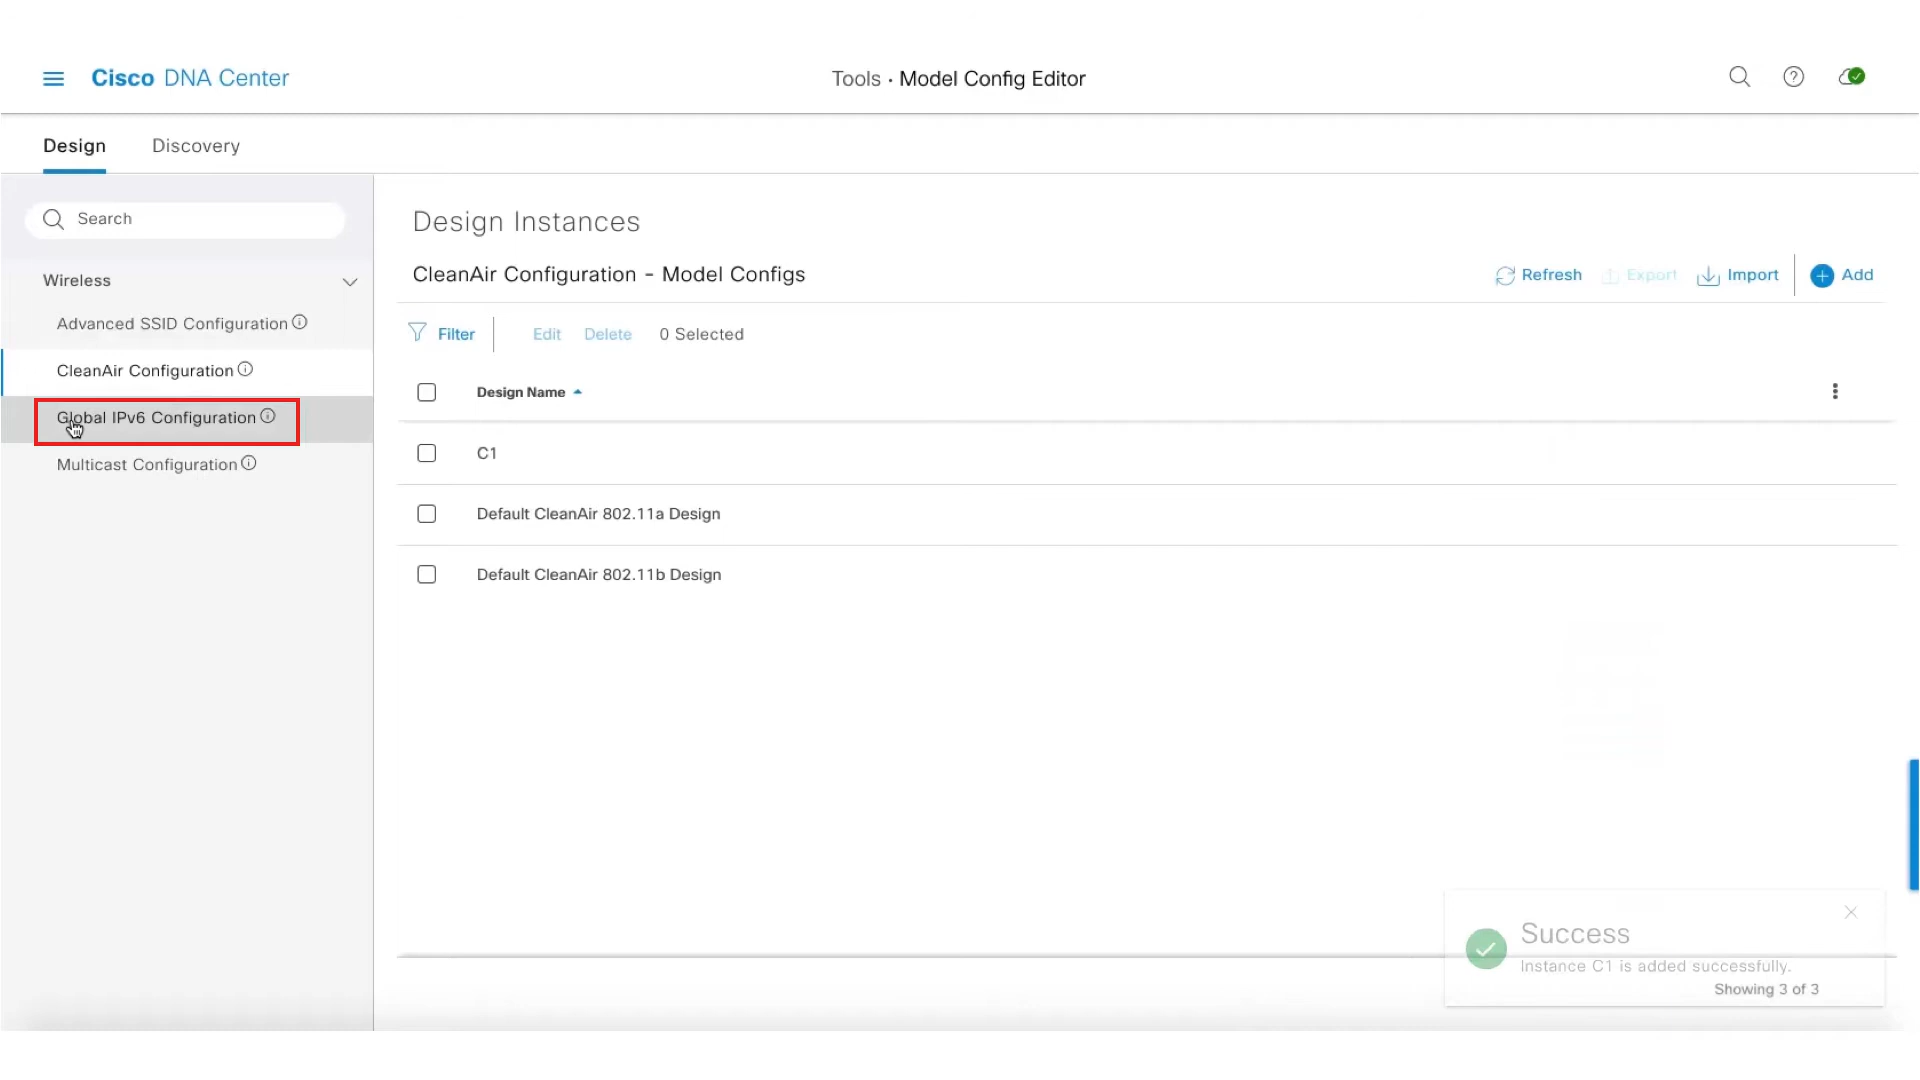 Cisco DNA Center
Tools • Model Config Editor
Design
Discovery
Search
Wireless
Advanced SSID Configuration
CleanAir Configuration
Global IPv6 Configuration
Multicast Configuration
Design Instances
CleanAir Configuration - Model Configs
Refresh
Export
Import
Add
Filter
Edit
Delete
0 Selected
Design Name
C1
Default CleanAir 802.11a Design
Default CleanAir 802.11b Design
Success
Instance C1 is added successfully.
Showing 3 of 3